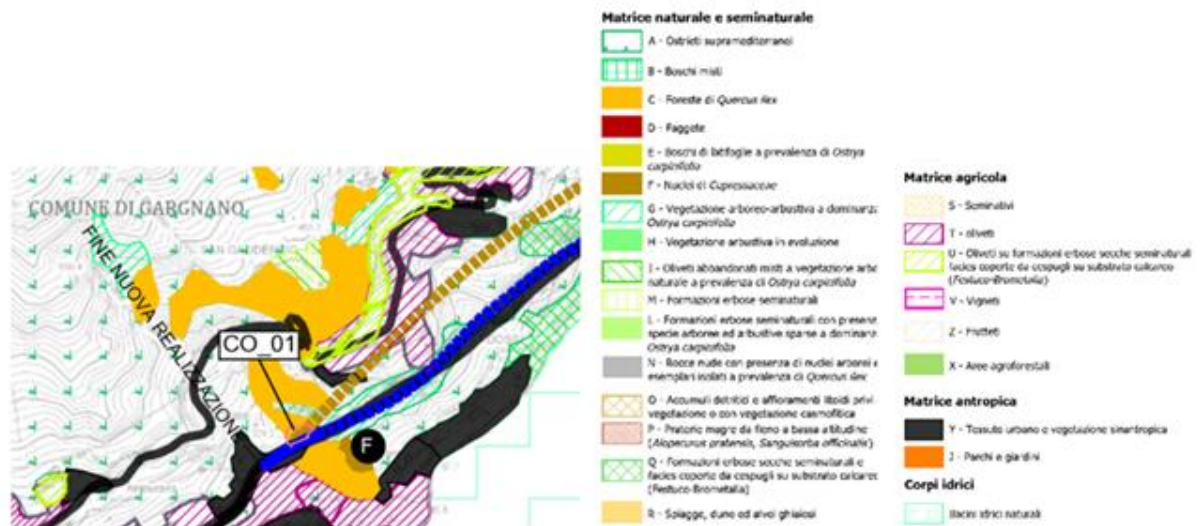 COMUNE DI GARGNANO
FINE NUOVA REALIZZAZIONE
CO_01
F
Matrice naturale e seminaturale
A - Ostrieti supramediterranei
B - Boschi misti
C - Foreste di Quercus ilex
D - Faggete
E - Boschi di latifoglie a prevalenza di Ostrya
carpinifolia
F - Nuclei di Cupressaceae
G - Vegetazione arboreo-arbustiva a dominanza
Ostrya carpinifolia
H - Vegetazione arbustiva in evoluzione
I - Oliveti abbandonati misti a vegetazione arbo
naturale a prevalenza di Ostrya carpinifolia
M - Formazioni erbose seminaturali
L - Formazioni erbose seminaturali con presenz
specie arboree ed arbustive sparse a dominanz
Ostrya carpinifolia
N - Rocce nude con presenza di nuclei arborei e
esemplari isolati a prevalenza di Quercus ilex
O - Accumuli detritici e affioramenti litoidi privi
vegetazione o con vegetazione casmofitica
P - Praterie magre da fieno a bassa altitudine
(Alopecurus pratensis, Sanguisorba officinalis)
Q - Formazioni erbose secche seminaturali e
facies coperte da cespugli su substrato calcareo
(Festuco-Brometalia)
R - Spiagge, dune ed alvei ghiaiosi
Matrice agricola
S - Seminativi
T - oliveti
U - Oliveti su formazioni erbose secche seminaturali
facies coperte da cespugli su substrato calcareo
(Festuco-Brometalia)
V - Vigneti
Z - Frutteti
X - Aree agroforestali
Matrice antropica
Y - Tessuto urbano e vegetazione sinantropica
J - Parchi e giardini
Corpi idrici
Bacini idrici naturali